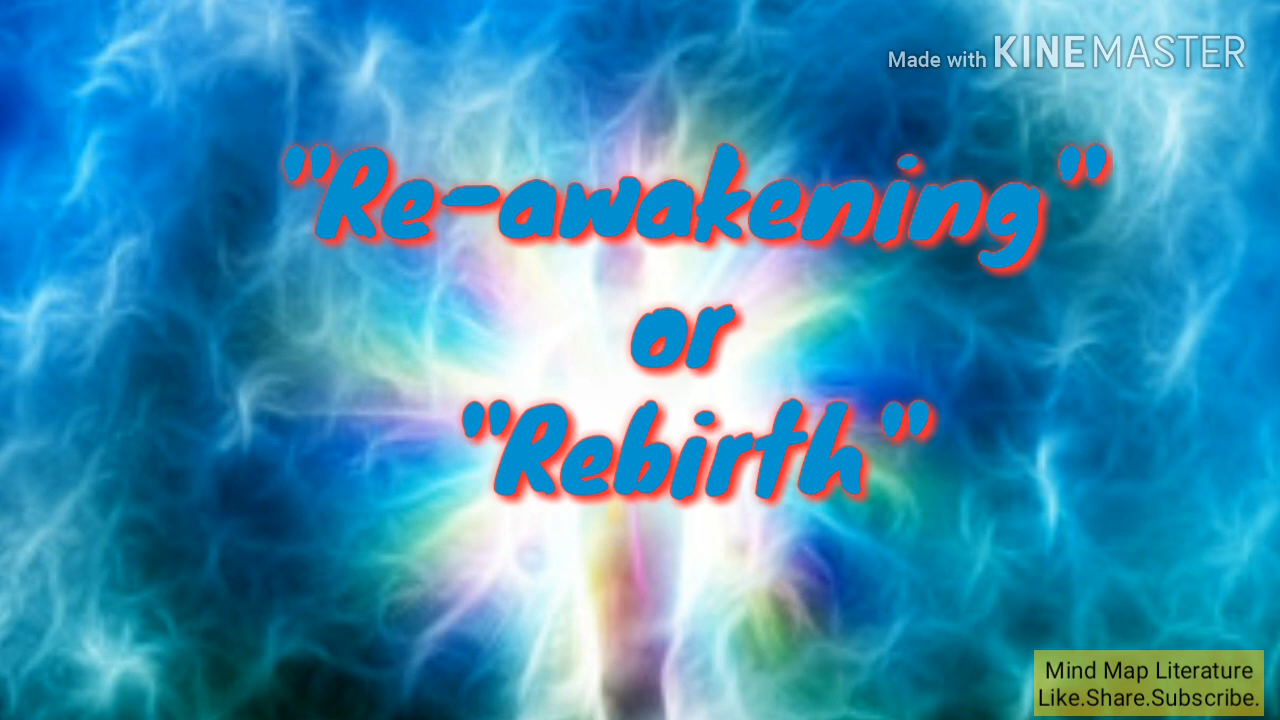 Made with KINEMASTER
"Re-awakening"
or
"Rebirth"
Mind Map Literature
Like.Share.Subscribe.